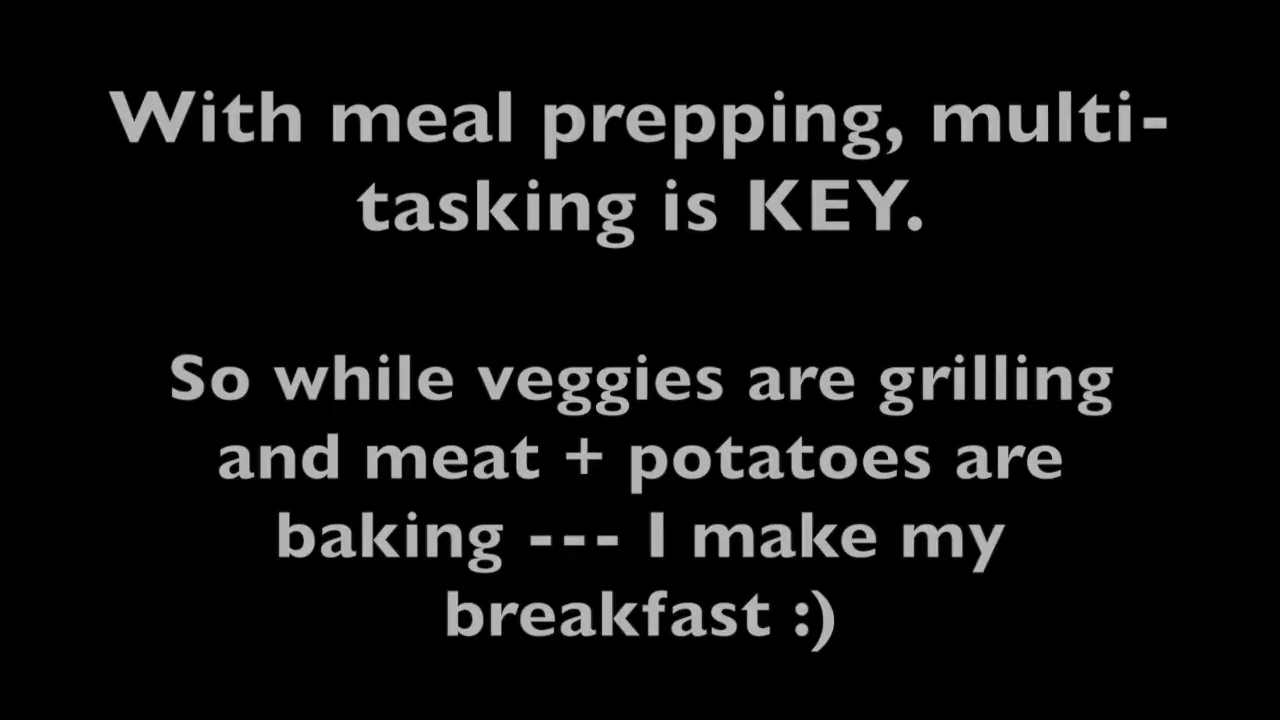 With meal prepping, multi-
tasking is KEY.
So while veggies are grilling
and meat + potatoes are
baking --- I make my
breakfast :)